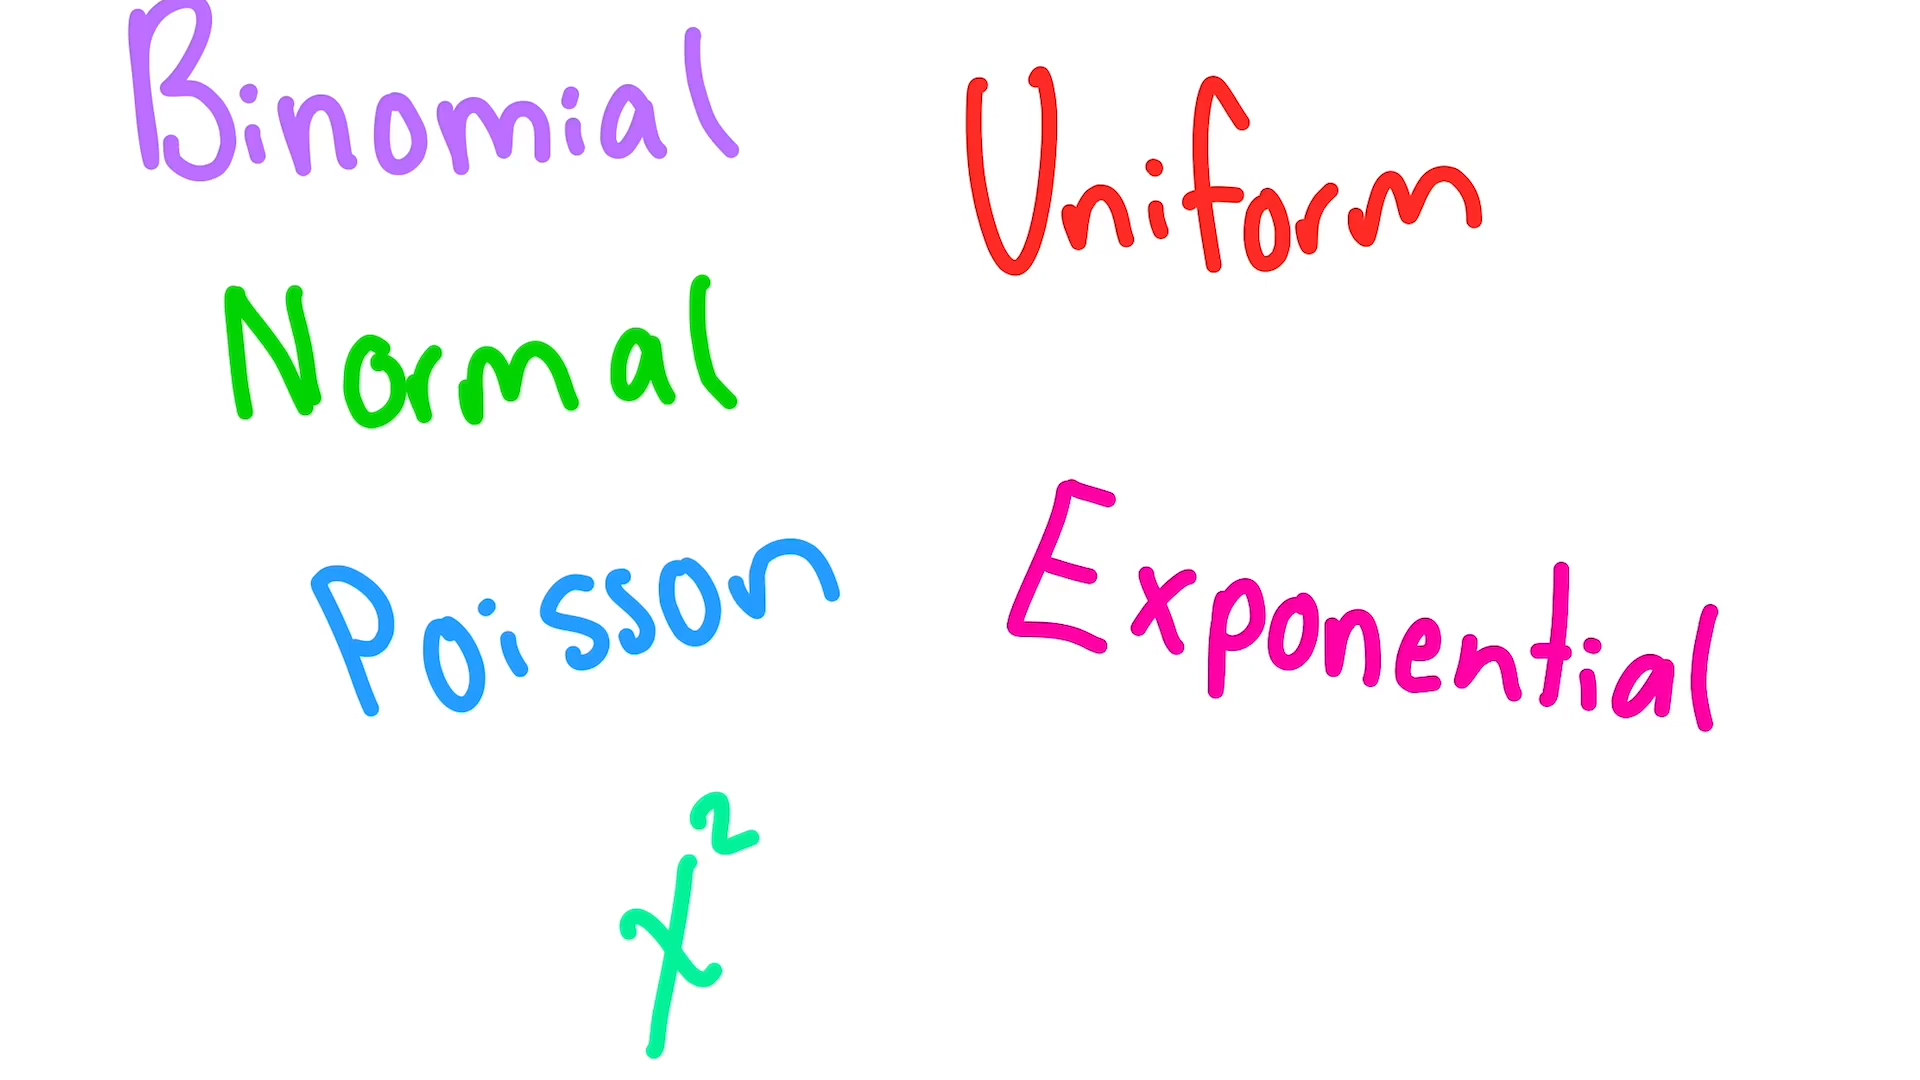 Binomial
Uniform
Normal
Poisson
Exponential
χ²